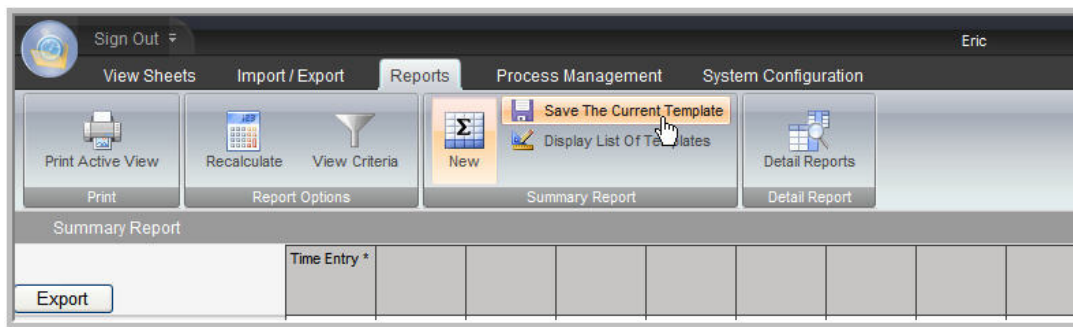 Sign Out
Eric
View Sheets Import / Export Reports Process Management System Configuration
Save The Current Template
Display List Of Templates
Print Active View Recalculate View Criteria New Detail Reports
Print Report Options Summary Report Detail Report
Summary Report
Time Entry *
Export